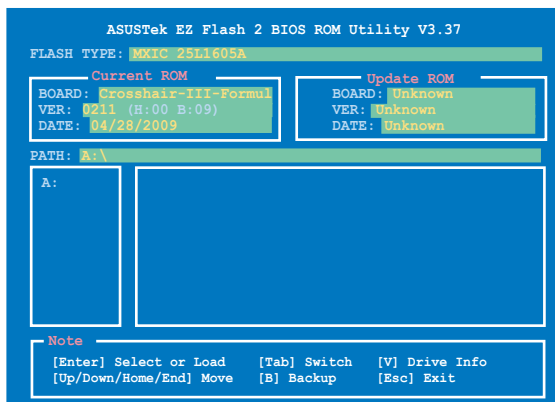 ASUSTek EZ Flash 2 BIOS ROM Utility V3.37
FLASH TYPE: MXIC 25L1605A
Current ROM
BOARD: Crosshair-III-Formul
VER: 0211 (H:00 B:09)
DATE: 04/28/2009
Update ROM
BOARD: Unknown
VER: Unknown
DATE: Unknown
PATH: A:\
A:
Note
[Enter] Select or Load [Tab] Switch [V] Drive Info
[Up/Down/Home/End] Move [B] Backup [Esc] Exit